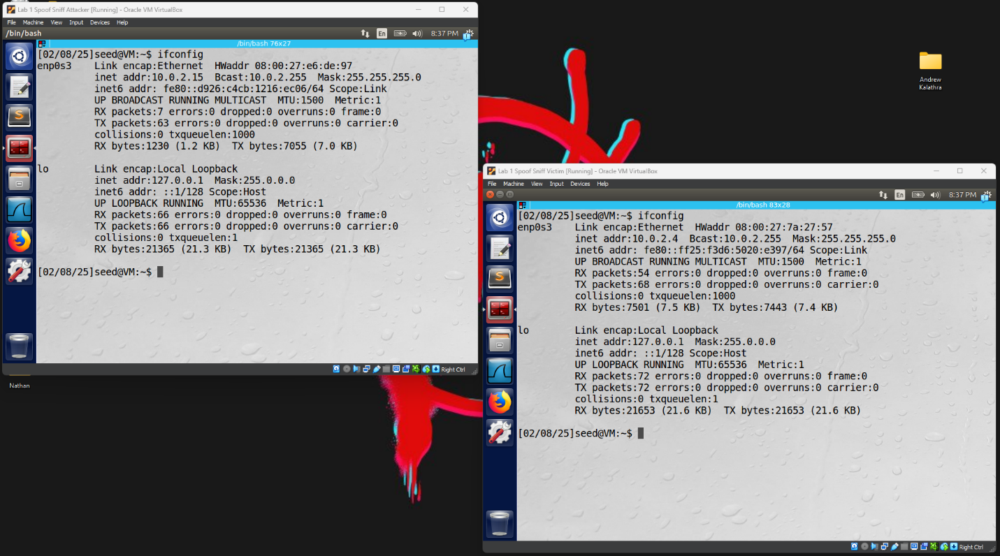 Lab 1 Spoof Sniff Attacker [Running] - Oracle VM VirtualBox
File Machine View Input Devices Help
/bin/bash En 8:37 PM
/bin/bash 76x27
[02/08/25]seed@VM:~$ ifconfig
enp0s3 Link encap:Ethernet HWaddr 08:00:27:e6:de:97
inet addr:10.0.2.15 Bcast:10.0.2.255 Mask:255.255.255.0
inet6 addr: fe80::d926:c4cb:1216:ec06/64 Scope:Link
UP BROADCAST RUNNING MULTICAST MTU:1500 Metric:1
RX packets:7 errors:0 dropped:0 overruns:0 frame:0
TX packets:63 errors:0 dropped:0 overruns:0 carrier:0
collisions:0 txqueuelen:1000
RX bytes:1230 (1.2 KB) TX bytes:7055 (7.0 KB)
lo Link encap:Local Loopback
inet addr:127.0.0.1 Mask:255.0.0.0
inet6 addr: ::1/128 Scope:Host
UP LOOPBACK RUNNING MTU:65536 Metric:1
RX packets:66 errors:0 dropped:0 overruns:0 frame:0
TX packets:66 errors:0 dropped:0 overruns:0 carrier:0
collisions:0 txqueuelen:1
RX bytes:21365 (21.3 KB) TX bytes:21365 (21.3 KB)
[02/08/25]seed@VM:~$
Right Ctrl
Nathan
Andrew
Kalathra
Lab 1 Spoof Sniff Victim [Running] - Oracle VM VirtualBox
File Machine View Input Devices Help
En 8:37 PM
/bin/bash 83x28
[02/08/25]seed@VM:~$ ifconfig
enp0s3 Link encap:Ethernet HWaddr 08:00:27:7a:27:57
inet addr:10.0.2.4 Bcast:10.0.2.255 Mask:255.255.255.0
inet6 addr: fe80::ff25:f3d6:5020:e397/64 Scope:Link
UP BROADCAST RUNNING MULTICAST MTU:1500 Metric:1
RX packets:54 errors:0 dropped:0 overruns:0 frame:0
TX packets:68 errors:0 dropped:0 overruns:0 carrier:0
collisions:0 txqueuelen:1000
RX bytes:7501 (7.5 KB) TX bytes:7443 (7.4 KB)
lo Link encap:Local Loopback
inet addr:127.0.0.1 Mask:255.0.0.0
inet6 addr: ::1/128 Scope:Host
UP LOOPBACK RUNNING MTU:65536 Metric:1
RX packets:72 errors:0 dropped:0 overruns:0 frame:0
TX packets:72 errors:0 dropped:0 overruns:0 carrier:0
collisions:0 txqueuelen:1
RX bytes:21653 (21.6 KB) TX bytes:21653 (21.6 KB)
[02/08/25]seed@VM:~$
Right Ctrl